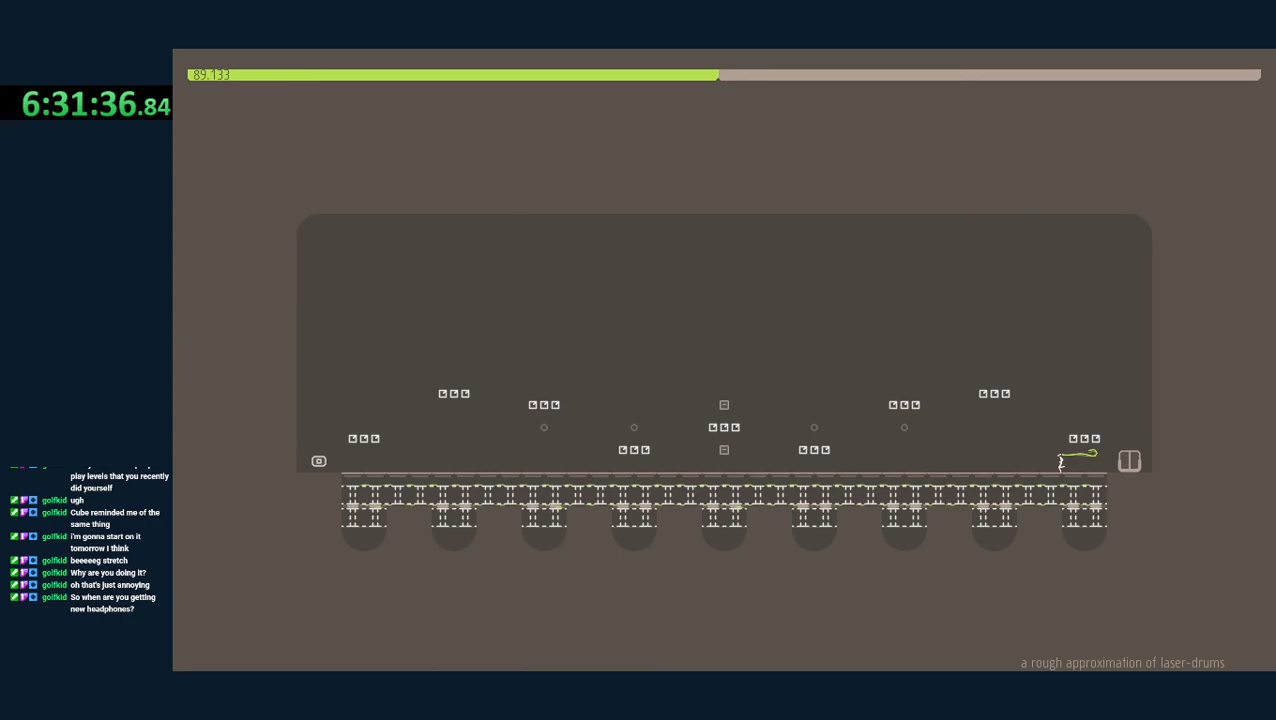 89.133
6:31:36.84
play levels that you recently
did yourself
golfkid ugh
golfkid Cube reminded me of the
same thing
golfkid i'm gonna start on it
tomorrow I think
golfkid beeeeeg stretch
golfkid Why are you doing it?
golfkid oh that's just annoying
golfkid So when are you getting
new headphones?
a rough approximation of laser-drums